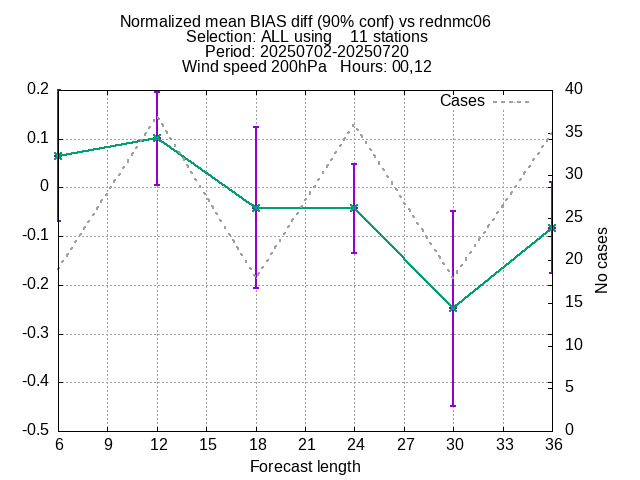 Normalized mean BIAS diff (90% conf) vs rednmc06
Selection: ALL using    11 stations
Period: 20250702-20250720
Wind speed 200hPa   Hours: 00,12
Cases
0.2
0.1
0
-0.1
-0.2
-0.3
-0.4
-0.5
40
35
30
25
20
15
10
5
0
No cases
6 9 12 15 18 21 24 27 30 33 36
Forecast length